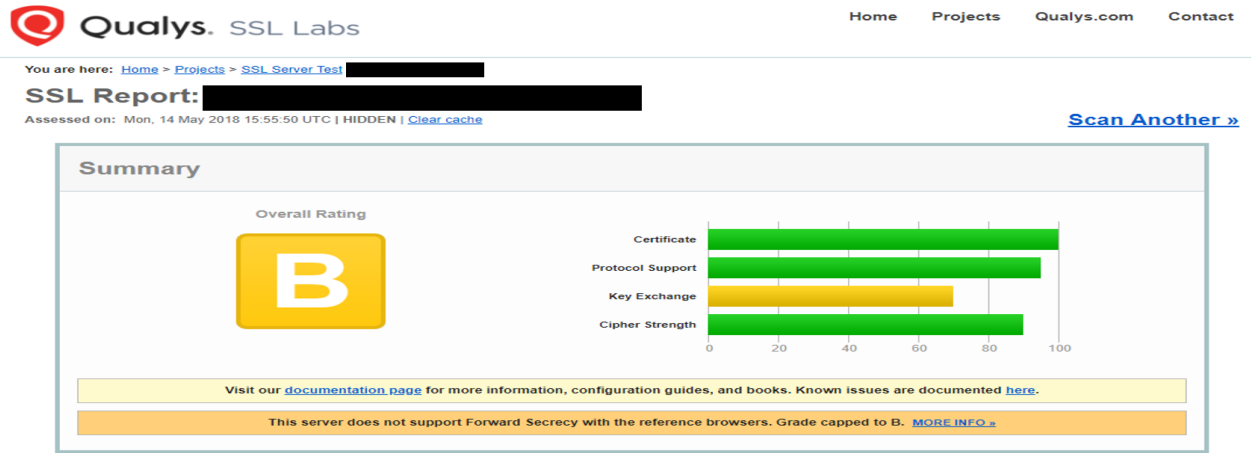 Qualys. SSL Labs
Home Projects Qualys.com Contact
You are here: Home > Projects > SSL Server Test
SSL Report:
Assessed on: Mon, 14 May 2018 15:55:50 UTC | HIDDEN | Clear cache
Scan Another »
Summary
Overall Rating
B
Certificate
Protocol Support
Key Exchange
Cipher Strength
0 20 40 60 80 100
Visit our documentation page for more information, configuration guides, and books. Known issues are documented here.
This server does not support Forward Secrecy with the reference browsers. Grade capped to B. MORE INFO »